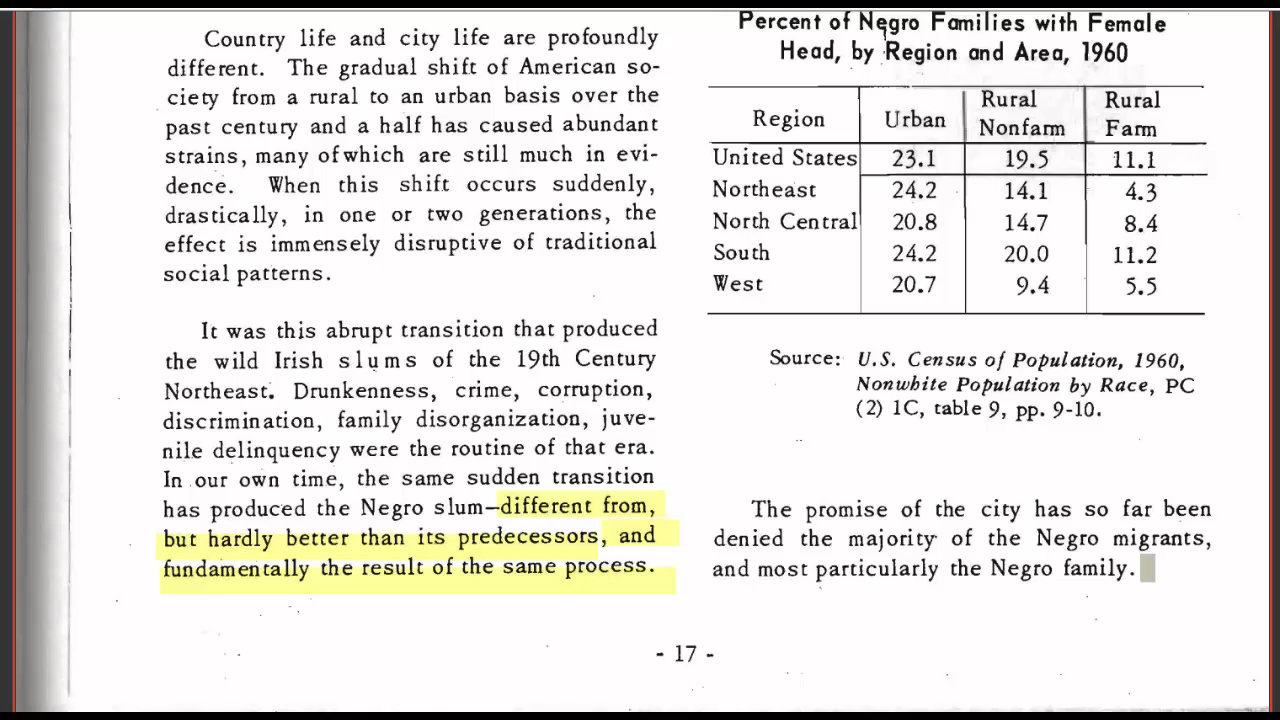 Country life and city life are profoundly
different. The gradual shift of American so-
ciety from a rural to an urban basis over the
past century and a half has caused abundant
strains, many of which are still much in evi-
dence. When this shift occurs suddenly,
drastically, in one or two generations, the
effect is immensely disruptive of traditional
social patterns.
It was this abrupt transition that produced
the wild Irish slums of the 19th Century
Northeast. Drunkenness, crime, corruption,
discrimination, family disorganization, juve-
nile delinquency were the routine of that era.
In our own time, the same sudden transition
has produced the Negro slum—different from,
but hardly better than its predecessors, and
fundamentally the result of the same process.
Percent of Negro Families with Female
Head, by Region and Area, 1960
Region Urban Rural Nonfarm Rural Farm
United States 23.1 19.5 11.1
Northeast 24.2 14.1 4.3
North Central 20.8 14.7 8.4
South 24.2 20.0 11.2
West 20.7 9.4 5.5
Source: U.S. Census of Population, 1960,
Nonwhite Population by Race, PC
(2) 1C, table 9, pp. 9-10.
The promise of the city has so far been
denied the majority of the Negro migrants,
and most particularly the Negro family.
- 17 -